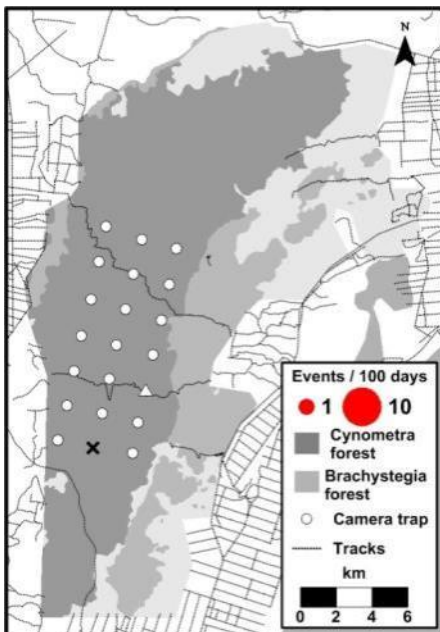 N
Events / 100 days
1 10
Cynometra
forest
Brachystegia
forest
Camera trap
Tracks
km
0 2 4 6